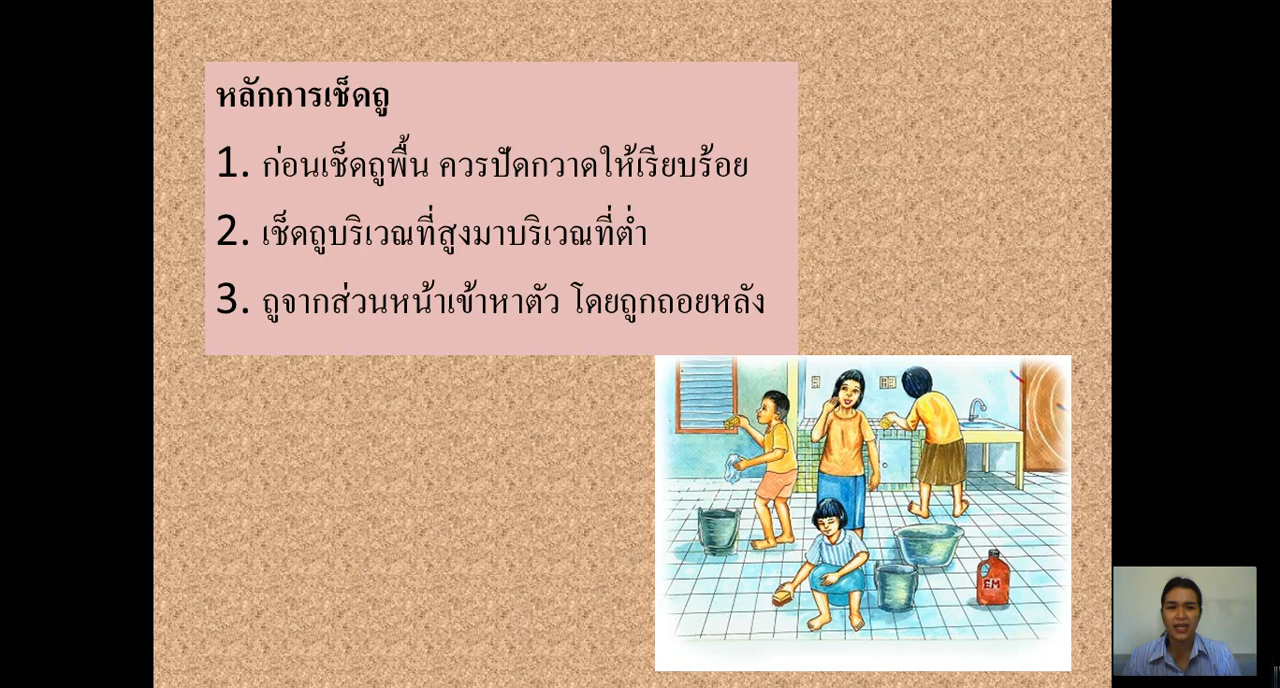 หลักการเช็ดถู
1. ก่อนเช็ดถูพื้น ควรปัดกวาดให้เรียบร้อย
2. เช็ดถูบริเวณที่สูงมาบริเวณที่ต่ำ
3. ถูจากส่วนหน้าเข้าหาตัว โดยถูกถอยหลัง
EM